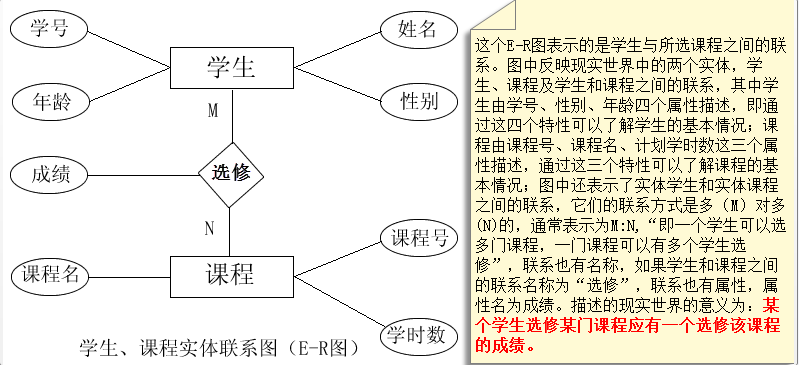 学号
姓名
学生
年龄
性别
M
成绩
选修
N
课程号
课程名
课程
学时数
学生、课程实体联系图（E-R图）
这个E-R图表示的是学生与所选课程之间的联
系。图中反映现实世界中的两个实体，学
生、课程及学生和课程之间的联系，其中学
生由学号、性别、年龄四个属性描述，即通
过这四个特性可以了解学生的基本情况；课
程由课程号、课程名、计划学时数这三个属
性描述，通过这三个特性可以了解课程的基
本情况；图中还表示了实体学生和实体课程
之间的联系，它们的联系方式是多（M）对多
(N)的，通常表示为M:N,“即一个学生可以选
多门课程，一门课程可以有多个学生选
修”，联系也有名称，如果学生和课程之间
的联系名称为“选修”，联系也有属性，属
性名为成绩。描述的现实世界的意义为：某
个学生选修某门课程应有一个选修该课程
的成绩。